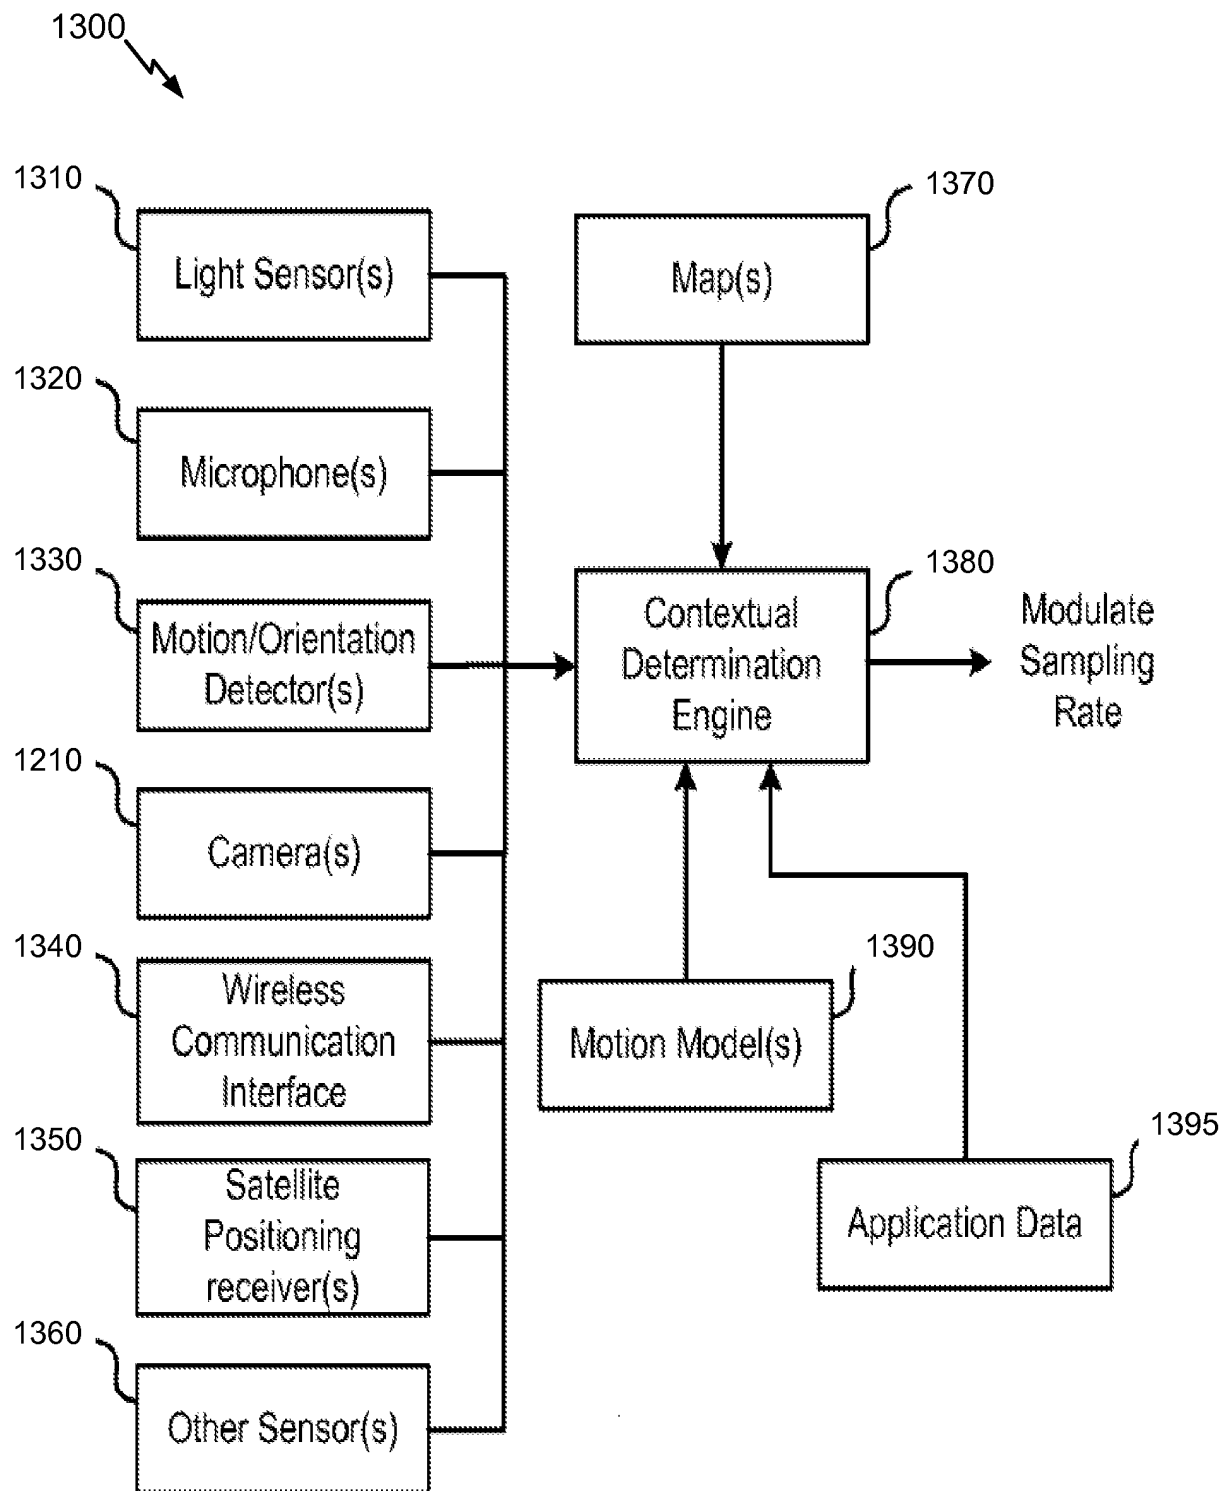 1300
1310
Light Sensor(s)
1320
Microphone(s)
1330
Motion/Orientation
Detector(s)
1210
Camera(s)
1340
Wireless
Communication
Interface
1350
Satellite
Positioning
receiver(s)
1360
Other Sensor(s)
1370
Map(s)
1380
Contextual
Determination
Engine
Modulate
Sampling
Rate
1390
Motion Model(s)
1395
Application Data